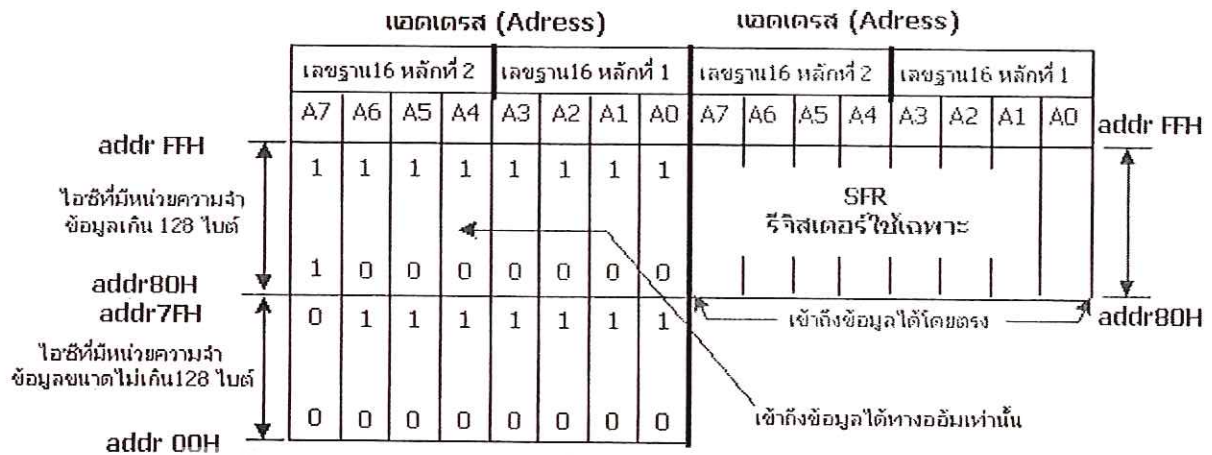 แอดเดรส (Adress) แอดเดรส (Adress)
เลขฐาน16 หลักที่ 2 เลขฐาน16 หลักที่ 1 เลขฐาน16 หลักที่ 2 เลขฐาน16 หลักที่ 1
A7 A6 A5 A4 A3 A2 A1 A0 A7 A6 A5 A4 A3 A2 A1 A0
addr FFH addr FFH
1 1 1 1 1 1 1 1
ไอซีที่มีหน่วยความจำ
ข้อมูลเกิน 128 ไบต์
SFR
รีจิสเตอร์ใช้เฉพาะ
1 0 0 0 0 0 0 0
addr80H
addr7FH
0 1 1 1 1 1 1 1
เข้าถึงข้อมูลได้โดยตรง
addr80H
ไอซีที่มีหน่วยความจำ
ข้อมูลขนาดไม่เกิน128 ไบต์
0 0 0 0 0 0 0 0
เข้าถึงข้อมูลได้ทางออ้มเท่านั้น
addr 00H